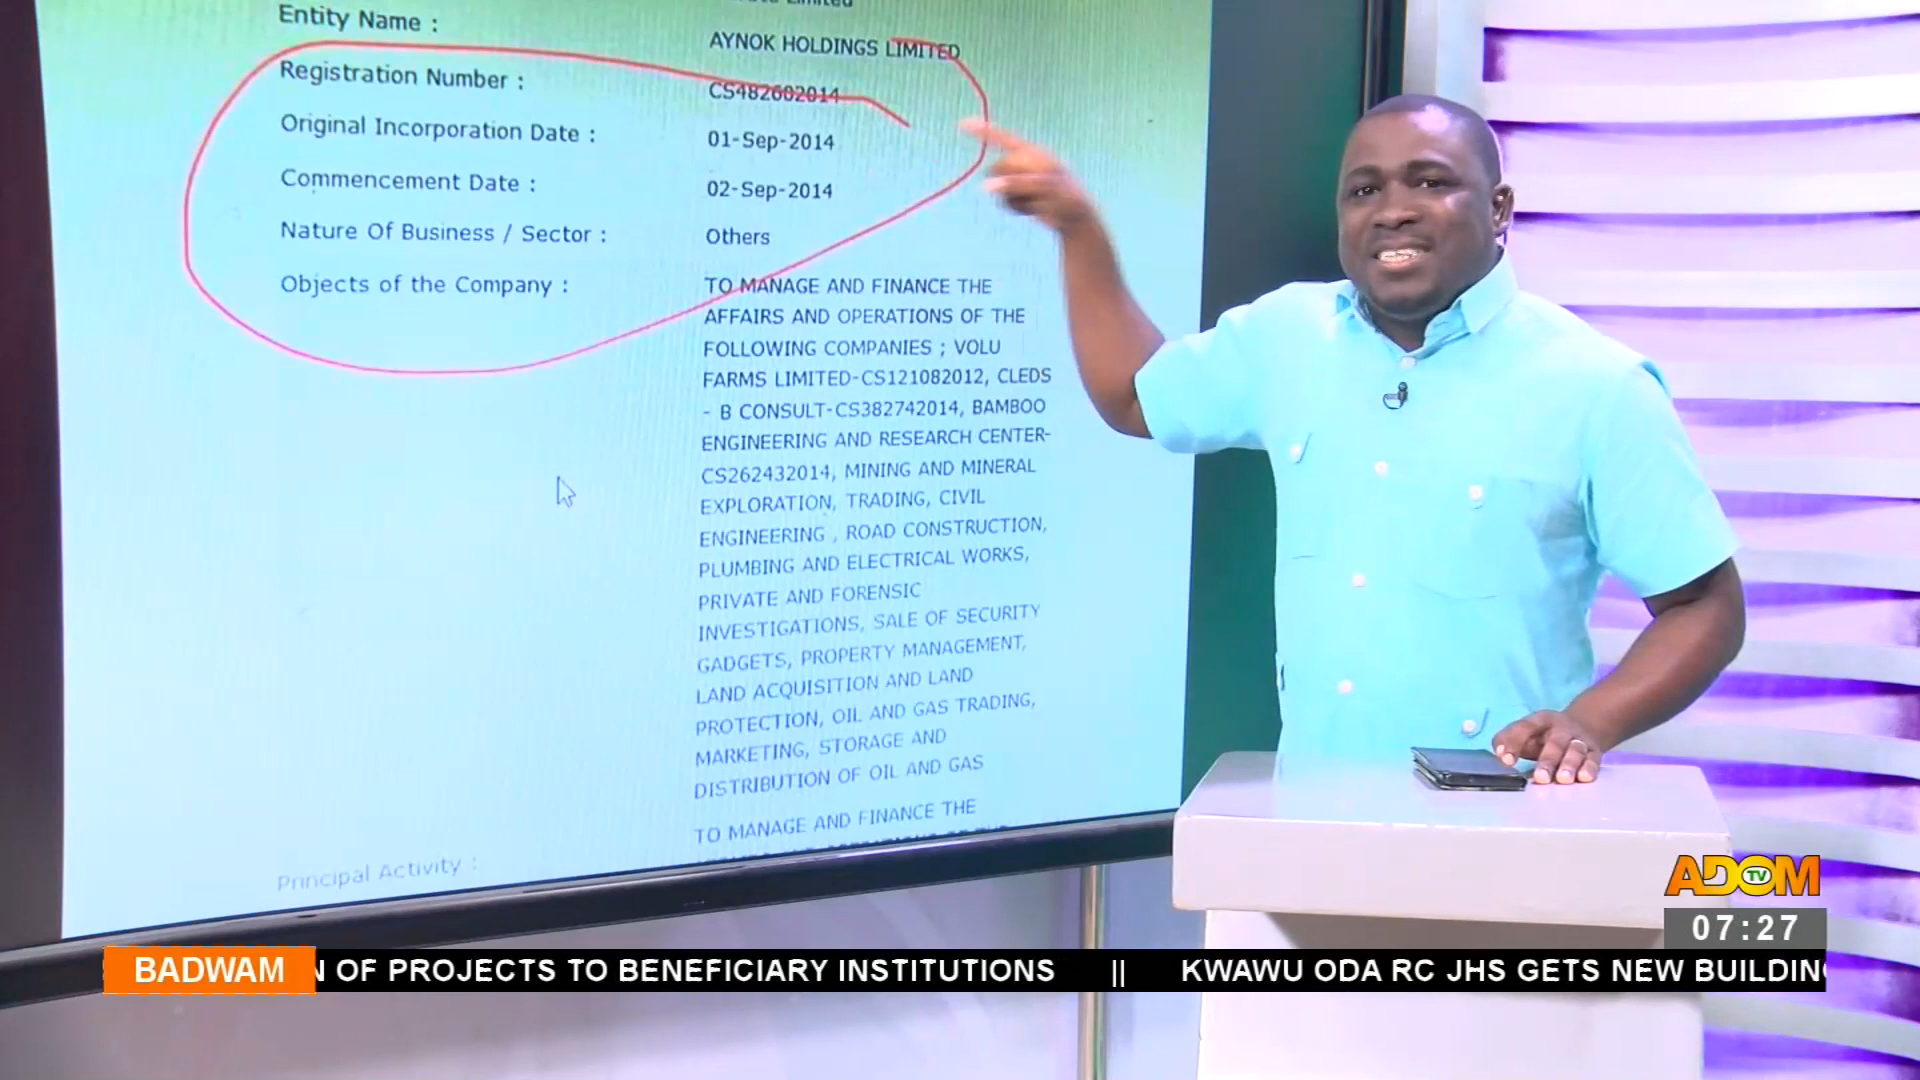 Limited
Entity Name :
AYNOK HOLDINGS LIMITED
Registration Number :
CS482602014
Original Incorporation Date :
01-Sep-2014
Commencement Date :
02-Sep-2014
Nature Of Business / Sector :
Others
Objects of the Company :
TO MANAGE AND FINANCE THE
AFFAIRS AND OPERATIONS OF THE
FOLLOWING COMPANIES ; VOLU
FARMS LIMITED-CS121082012, CLEDS
- B CONSULT-CS382742014, BAMBOO
ENGINEERING AND RESEARCH CENTER-
CS262432014, MINING AND MINERAL
EXPLORATION, TRADING, CIVIL
ENGINEERING , ROAD CONSTRUCTION,
PLUMBING AND ELECTRICAL WORKS,
PRIVATE AND FORENSIC
INVESTIGATIONS, SALE OF SECURITY
GADGETS, PROPERTY MANAGEMENT,
LAND ACQUISITION AND LAND
PROTECTION, OIL AND GAS TRADING,
MARKETING, STORAGE AND
DISTRIBUTION OF OIL AND GAS
TO MANAGE AND FINANCE THE
Principal Activity :
ADOM TV
07:27
BADWAM
N OF PROJECTS TO BENEFICIARY INSTITUTIONS || KWAWU ODA RC JHS GETS NEW BUILDIN